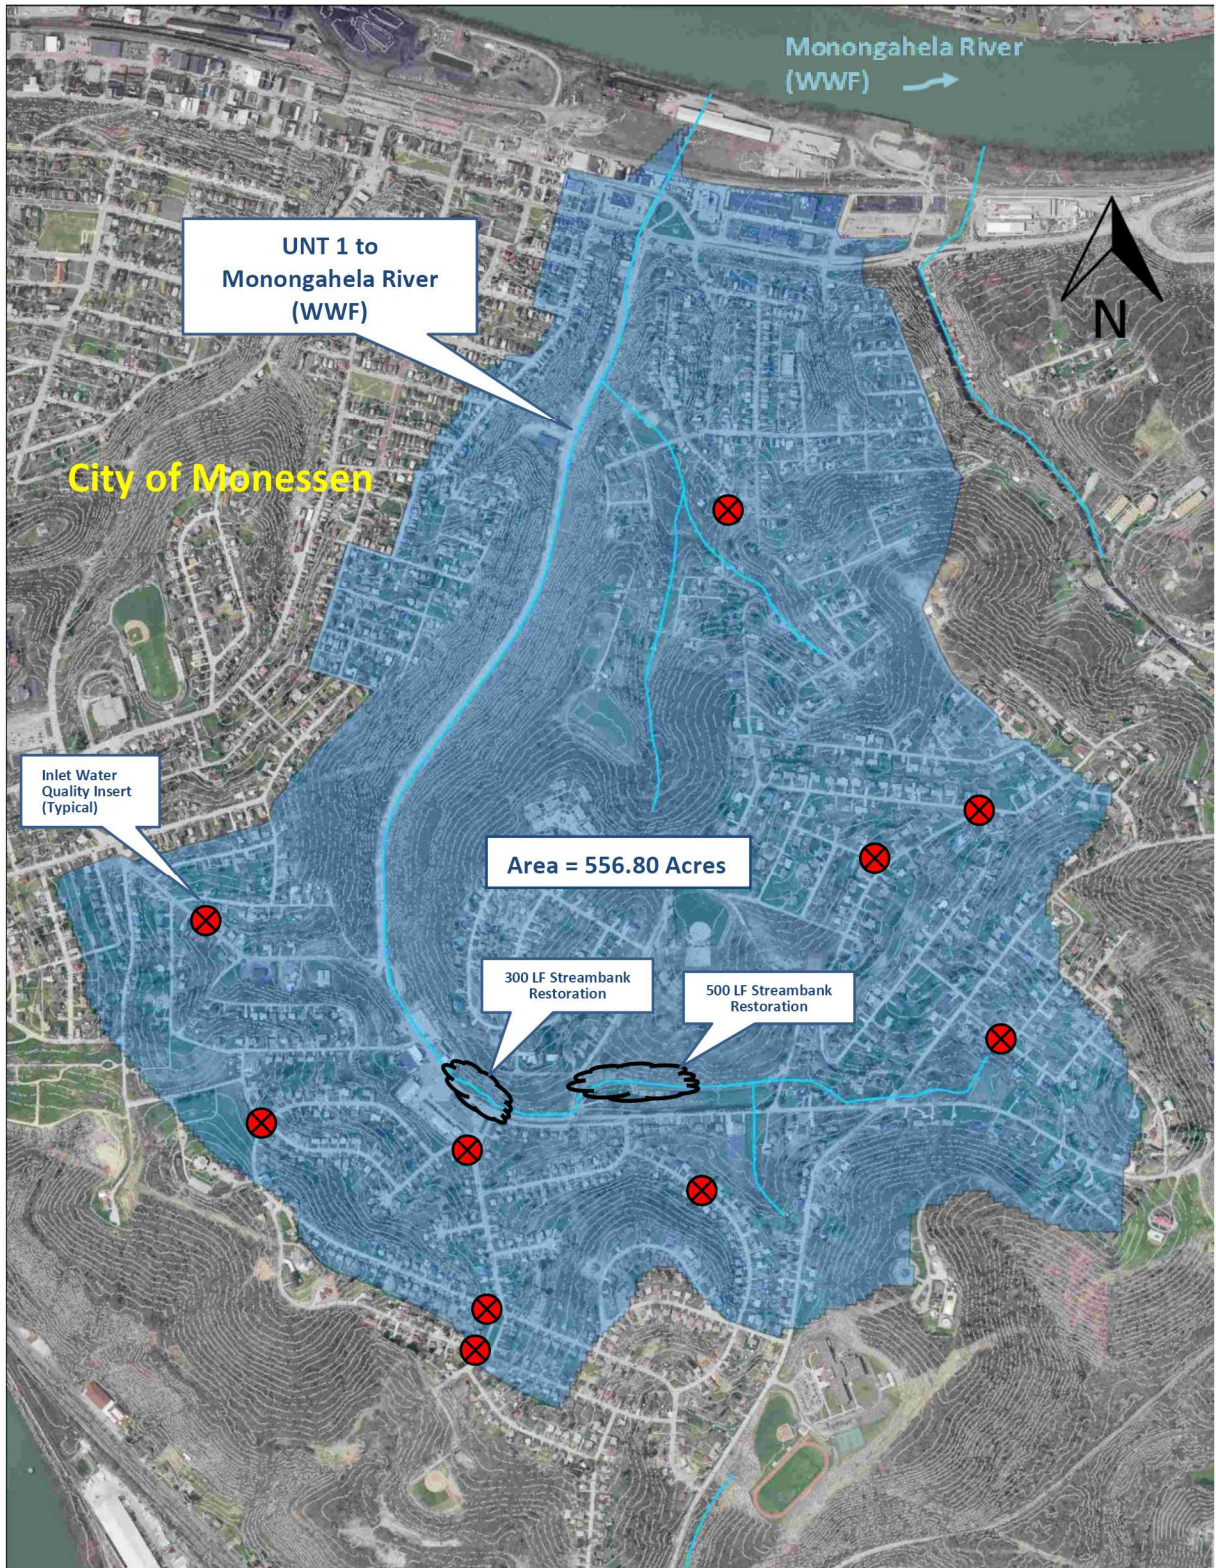 Monongahela River
(WWF)
UNT 1 to
Monongahela River
(WWF)
N
City of Monessen
Inlet Water
Quality Insert
(Typical)
Area = 556.80 Acres
300 LF Streambank
Restoration
500 LF Streambank
Restoration